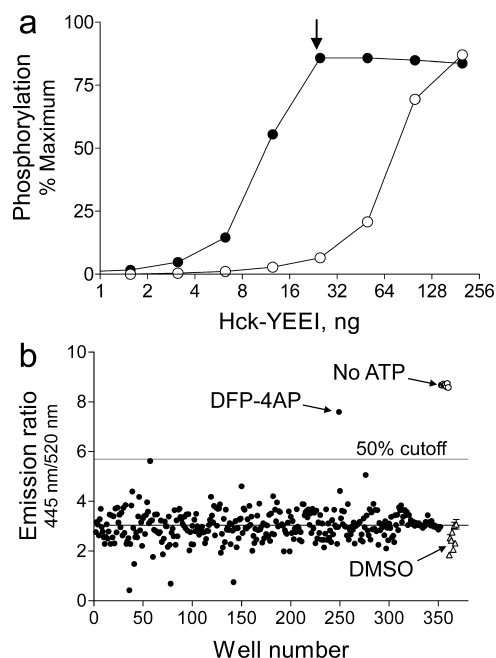 a
Phosphorylation
% Maximum
100
75
50
25
0
1 2 4 8 16 32 64 128 256
Hck-YEEI, ng
b
Emission ratio
445 nm/520 nm
10
8
6
4
2
0
No ATP
DFP-4AP
50% cutoff
DMSO
0 50 100 150 200 250 300 350
Well number